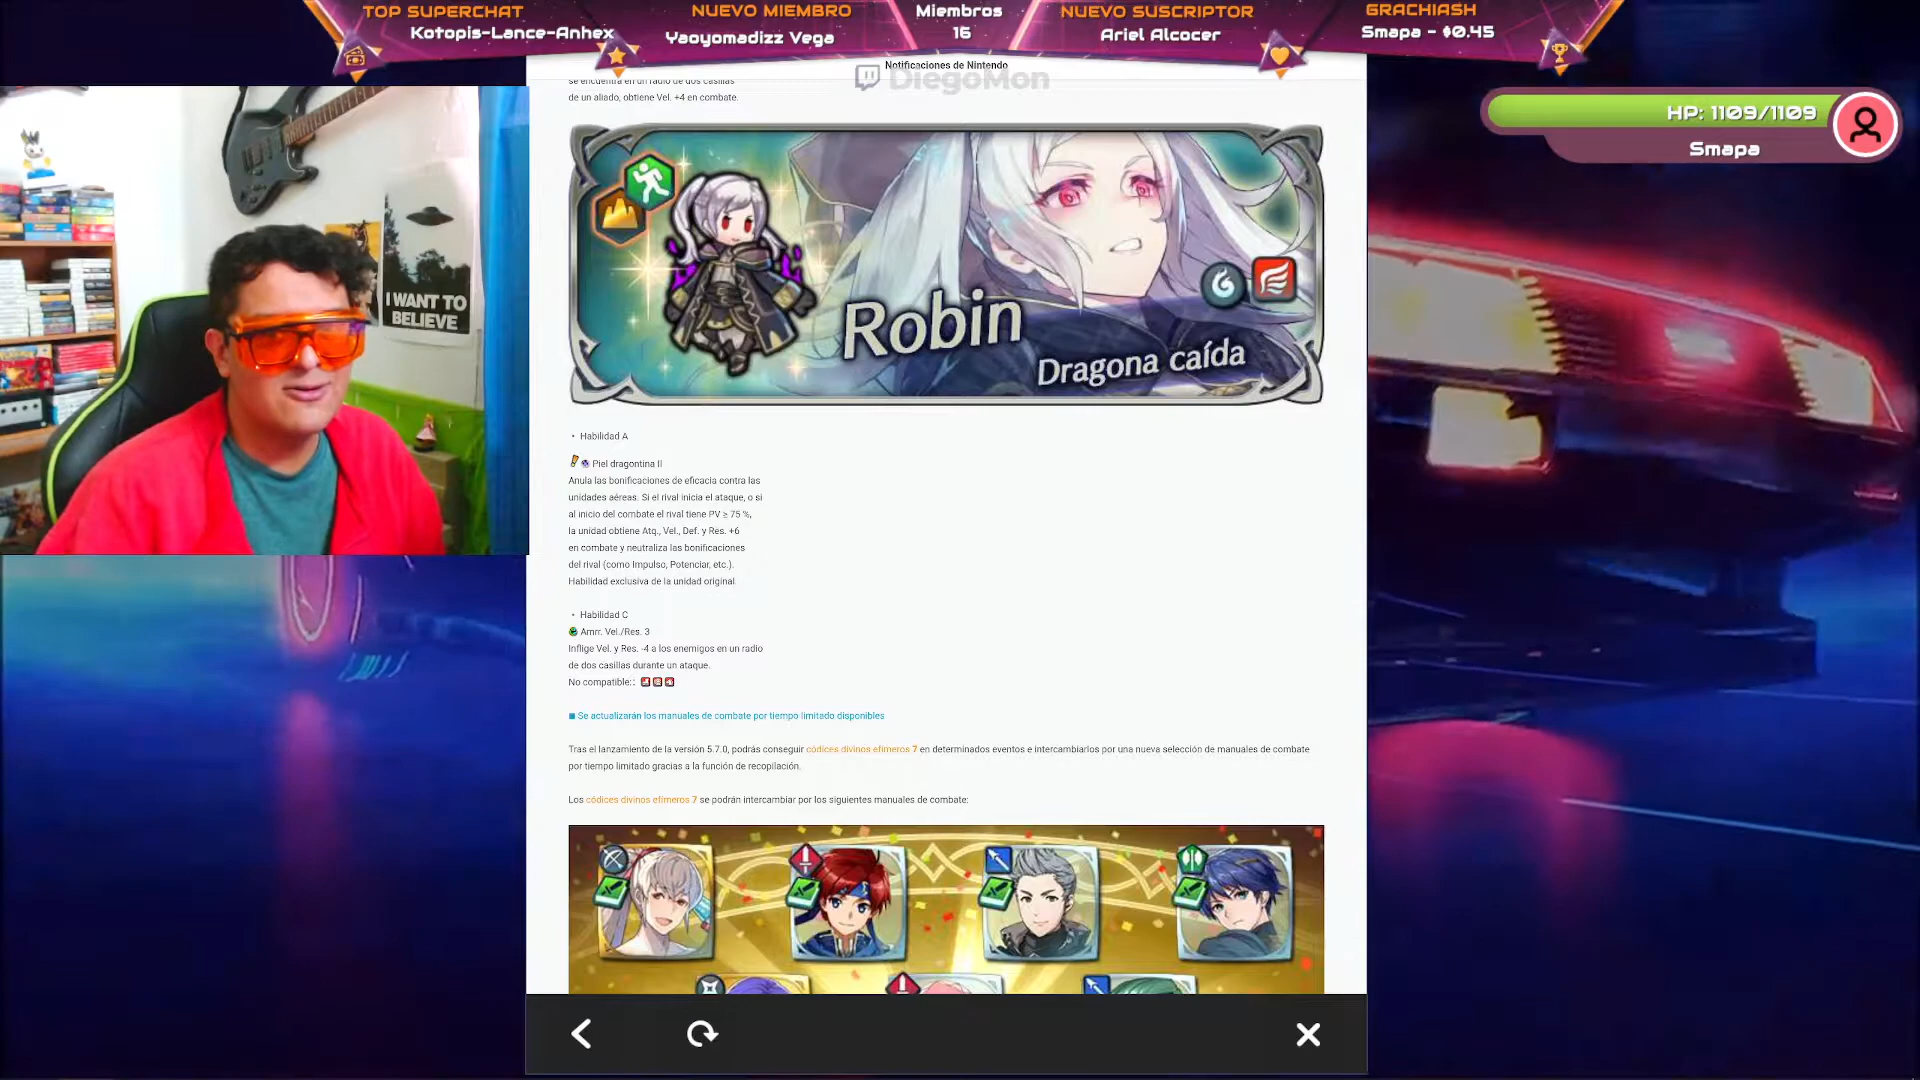 TOP SUPERCHAT
Kotopis-Lance-Anhex
NUEVO MIEMBRO
Yaoyomadizz Vega
Miembros
16
NUEVO SUSCRIPTOR
Ariel Alcocer
GRACHIASH
Smapa - $0.45
HP: 1109/1109
Smapa
I WANT TO
BELIEVE
Notificaciones de Nintendo
DiegoMon
se encuentra en un radio de dos casillas
de un aliado, obtiene Vel. +4 en combate.
Robin
Dragona caída
• Habilidad A
Piel dragontina II
Anula las bonificaciones de eficacia contra las
unidades aéreas. Si el rival inicia el ataque, o si
al inicio del combate el rival tiene PV ≥ 75 %,
la unidad obtiene Atq., Vel., Def. y Res. +6
en combate y neutraliza las bonificaciones
del rival (como Impulso, Potenciar, etc.).
Habilidad exclusiva de la unidad original.
• Habilidad C
Amrr. Vel./Res. 3
Inflige Vel. y Res. -4 a los enemigos en un radio
de dos casillas durante un ataque.
No compatible::
■ Se actualizarán los manuales de combate por tiempo limitado disponibles
Tras el lanzamiento de la versión 5.7.0, podrás conseguir códices divinos efímeros 7 en determinados eventos e intercambiarlos por una nueva selección de manuales de combate
por tiempo limitado gracias a la función de recopilación.
Los códices divinos efímeros 7 se podrán intercambiar por los siguientes manuales de combate: